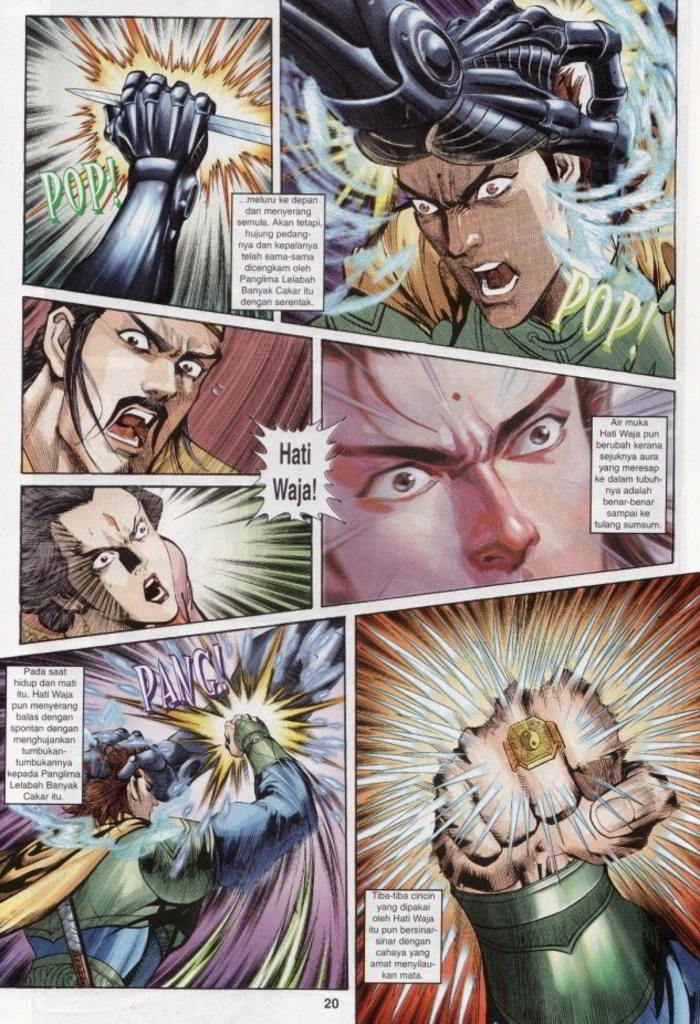 POP!
...meluru ke depan
dan menyerang
semula. Akan tetapi,
hujung pedang-
nya dan kepalanya
telah sama-sama
dicengkam oleh
Panglima Lelabah
Banyak Cakar itu
dengan serentak.
POP!
Hati
Waja!
Air muka
Hati Waja pun
berubah kerana
sejuknya aura
yang meresap
ke dalam tubuh-
nya adalah
benar-benar
sampai ke
tulang sumsum.
Pada saat
hidup dan mati
itu, Hati Waja
pun menyerang
balas dengan
spontan dengan
menghujankan
tumbukan-
tumbukannya
kepada Panglima
Lelabah Banyak
Cakar itu.
PANG!
Tiba-tiba cincin
yang dipakai
oleh Hati Waja
itu pun bersinar-
sinar dengan
cahaya yang
amat menyilau-
kan mata.
20